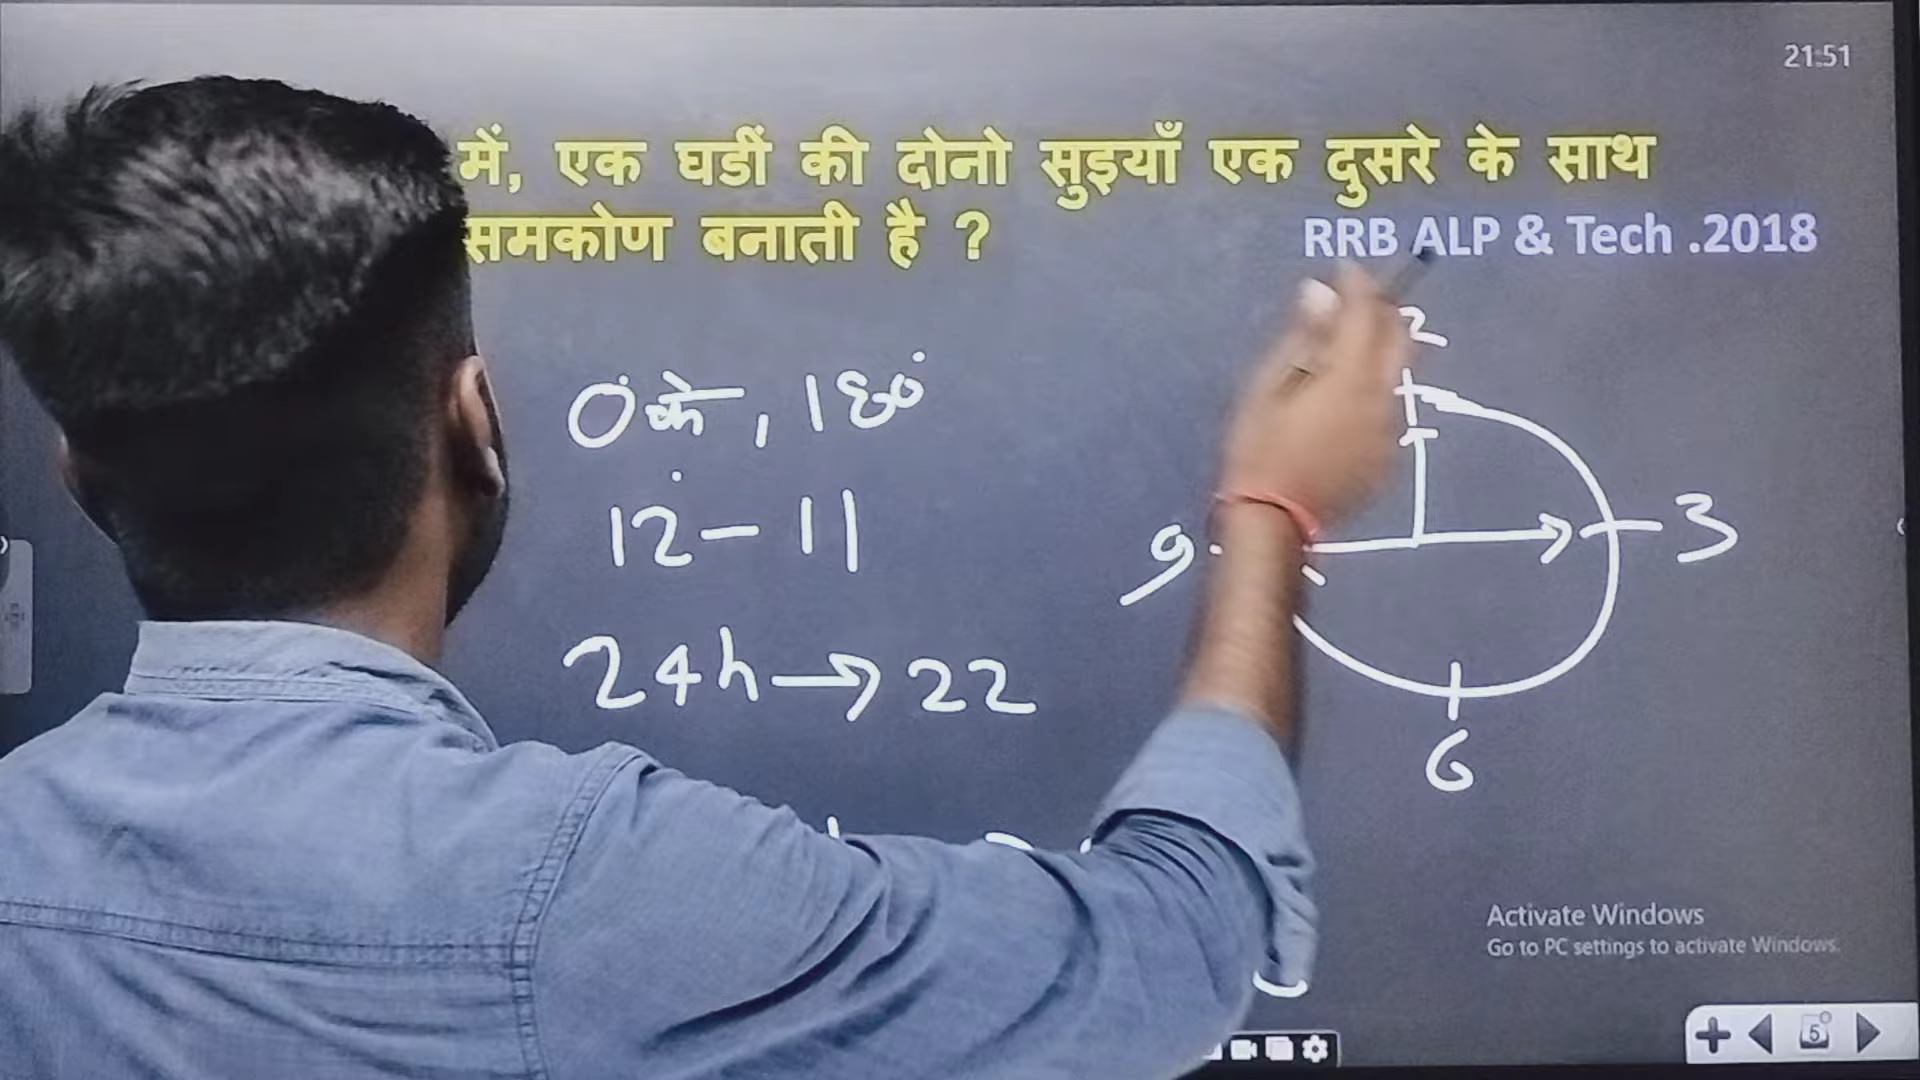 21:51
में, एक घडीं की दोनो सुइयाँ एक दुसरे के साथ
समकोण बनाती है ?
RRB ALP & Tech .2018
0° के, 180°
12 - 11
24h → 22
2
9
3
6
Activate Windows
Go to PC settings to activate Windows.
5